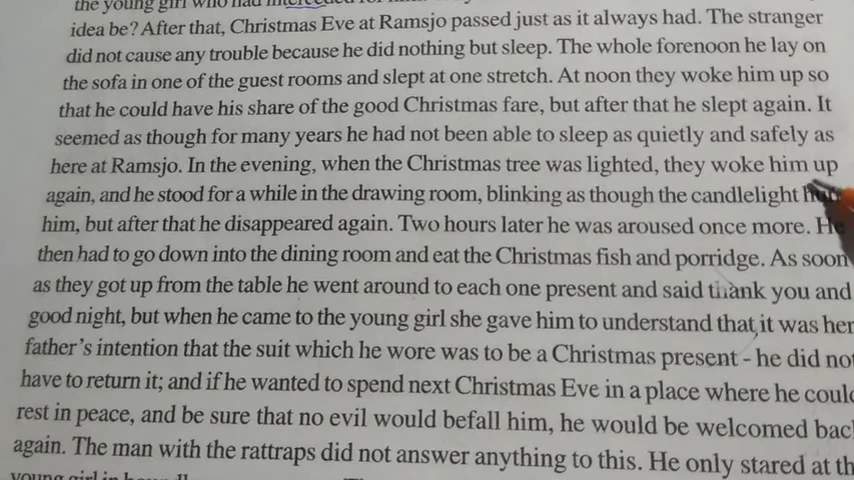 the young girl who had interceded for him
idea be? After that, Christmas Eve at Ramsjo passed just as it always had. The stranger
did not cause any trouble because he did nothing but sleep. The whole forenoon he lay on
the sofa in one of the guest rooms and slept at one stretch. At noon they woke him up so
that he could have his share of the good Christmas fare, but after that he slept again. It
seemed as though for many years he had not been able to sleep as quietly and safely as
here at Ramsjo. In the evening, when the Christmas tree was lighted, they woke him up
again, and he stood for a while in the drawing room, blinking as though the candlelight
him, but after that he disappeared again. Two hours later he was aroused once more. He
then had to go down into the dining room and eat the Christmas fish and porridge. As soon
as they got up from the table he went around to each one present and said thank you and
good night, but when he came to the young girl she gave him to understand that it was her
father's intention that the suit which he wore was to be a Christmas present - he did not
have to return it; and if he wanted to spend next Christmas Eve in a place where he could
rest in peace, and be sure that no evil would befall him, he would be welcomed bac
again. The man with the rattraps did not answer anything to this. He only stared at th
young girl in